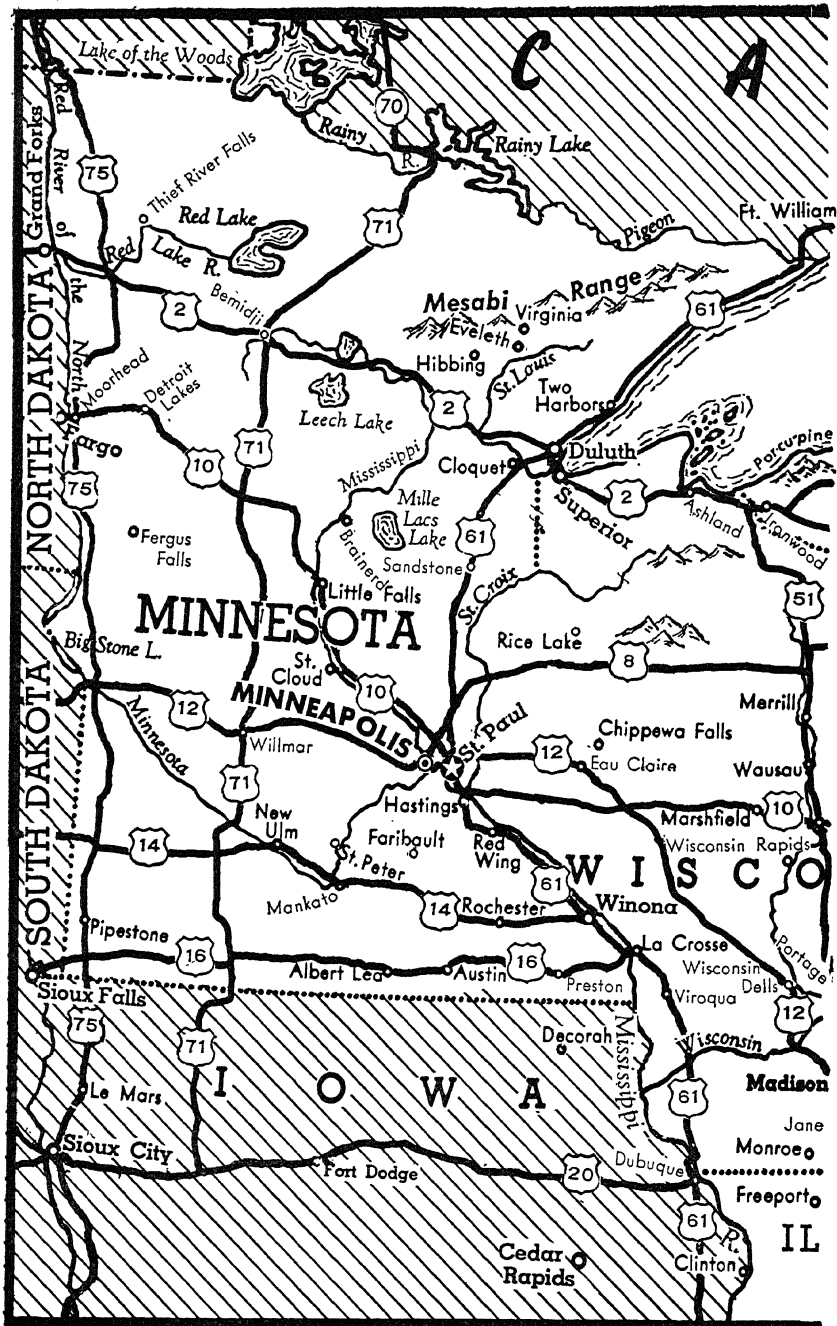 C A
Lake of the Woods
70
Rainy
R.
Rainy Lake
Red River of the North
Grand Forks
75
Thief River Falls
Red Lake
Red Lake R.
71
Pigeon
Ft. William
Bemidji
2
Mesabi Range
Virginia
Eveleth
Hibbing
61
St. Louis
Two
Harbors
NORTH DAKOTA
Moorhead
Detroit
Lakes
Fargo
Leech Lake
2
71
10
75
Mississippi
Cloquet
Duluth
Superior
2
Ashland
Porcupine
Ironwood
Mille
Lacs
Lake
61
Brainerd
Sandstone
Fergus
Falls
Little Falls
St. Croix
51
MINNESOTA
Big Stone L.
St.
Cloud
Rice Lake
8
10
12
MINNEAPOLIS
St. Paul
Minnesota
Willmar
12
Chippewa Falls
Eau Claire
Merrill
Wausau
71
SOUTH DAKOTA
Hastings
Marshfield
10
New
Ulm
Faribault
14
St. Peter
Red
Wing
Wisconsin Rapids
WISCO
61
Mankato
14
Rochester
Winona
Pipestone
16
Albert Lea
Austin
16
Preston
La Crosse
Wisconsin
Dells
Portage
Sioux Falls
Viroqua
12
75
71
Decorah
Mississippi
Wisconsin
IOWA
Le Mars
61
Madison
Jane
Monroe
Sioux City
Fort Dodge
20
Dubuque
Freeport
61
R.
IL
Cedar
Rapids
Clinton